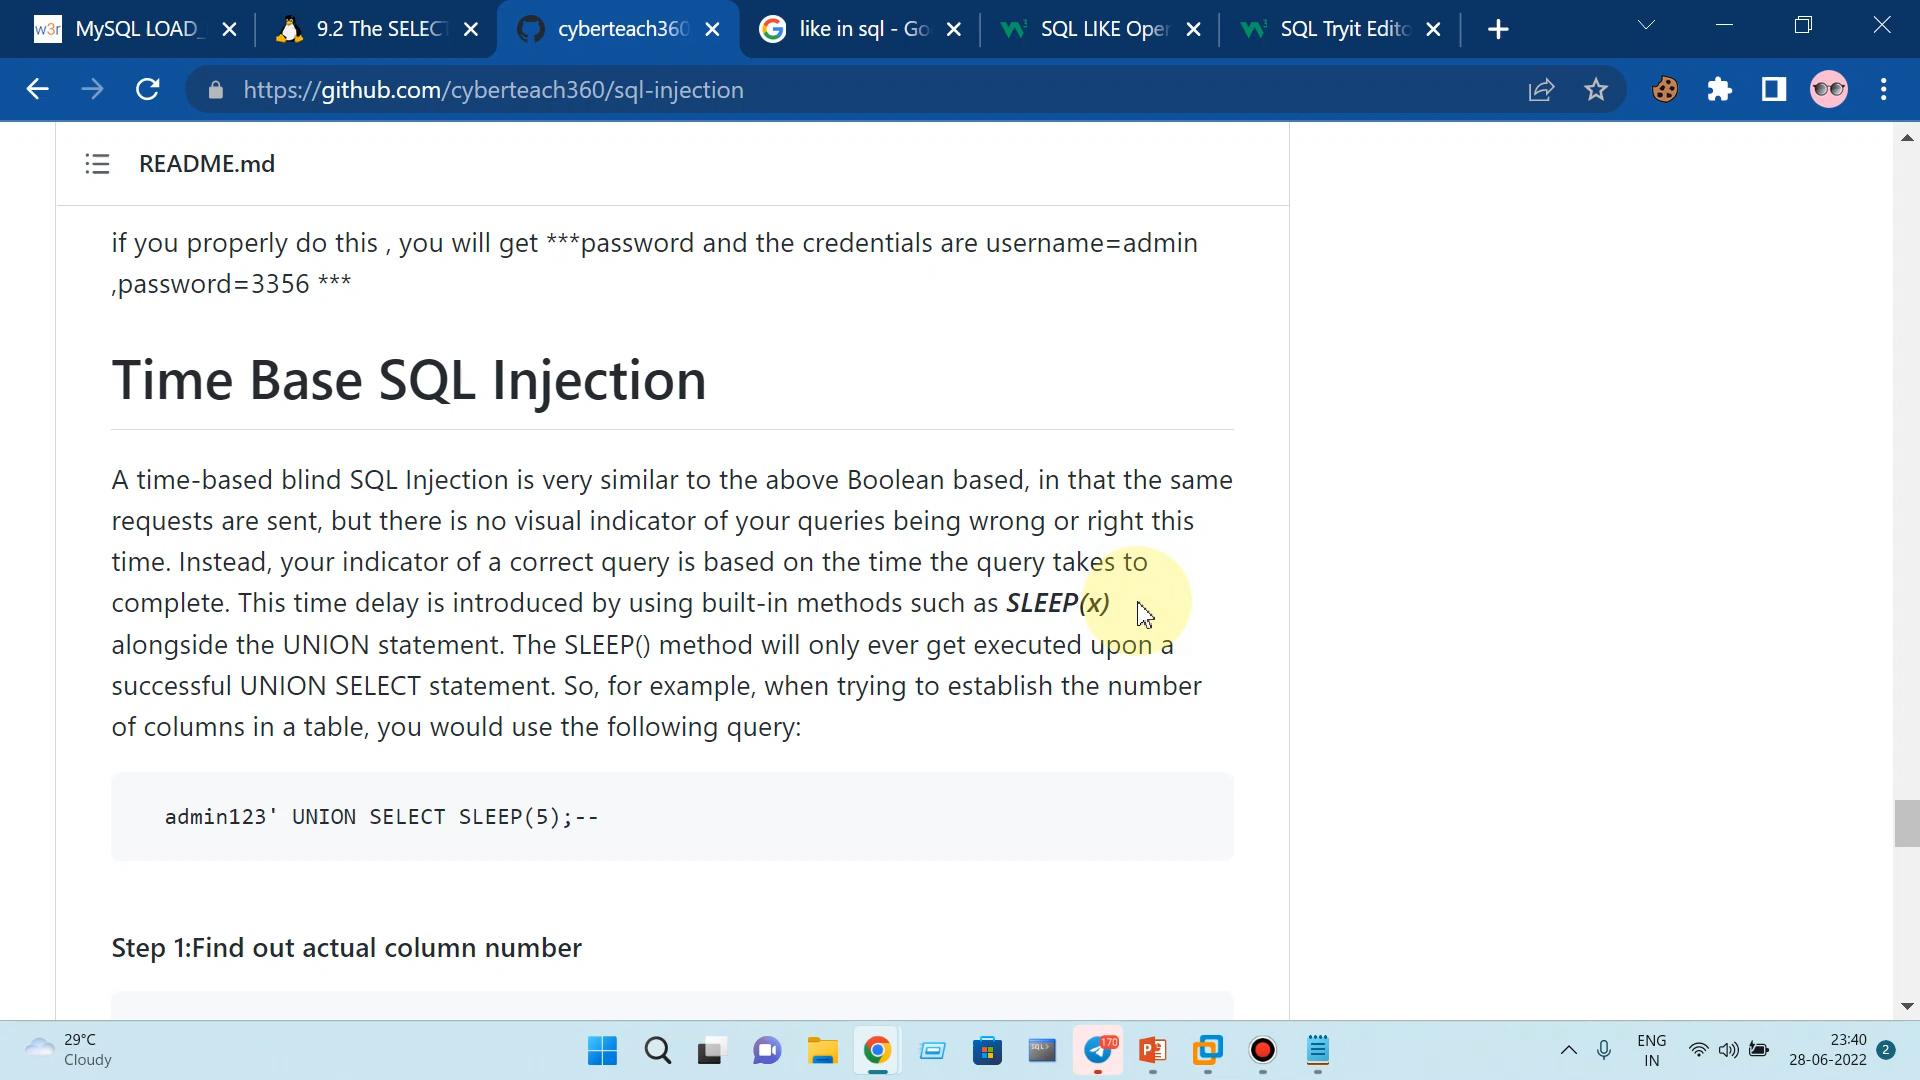 w3r MySQL LOAD_
9.2 The SELECT
cyberteach360
like in sql - Go
SQL LIKE Oper
SQL Tryit Edito
https://github.com/cyberteach360/sql-injection
README.md
if you properly do this , you will get ***password and the credentials are username=admin
,password=3356 ***
Time Base SQL Injection
A time-based blind SQL Injection is very similar to the above Boolean based, in that the same
requests are sent, but there is no visual indicator of your queries being wrong or right this
time. Instead, your indicator of a correct query is based on the time the query takes to
complete. This time delay is introduced by using built-in methods such as SLEEP(x)
alongside the UNION statement. The SLEEP() method will only ever get executed upon a
successful UNION SELECT statement. So, for example, when trying to establish the number
of columns in a table, you would use the following query:
admin123' UNION SELECT SLEEP(5);--
Step 1:Find out actual column number
29°C
Cloudy
SQL>
170
ENG
IN
23:40
28-06-2022
2